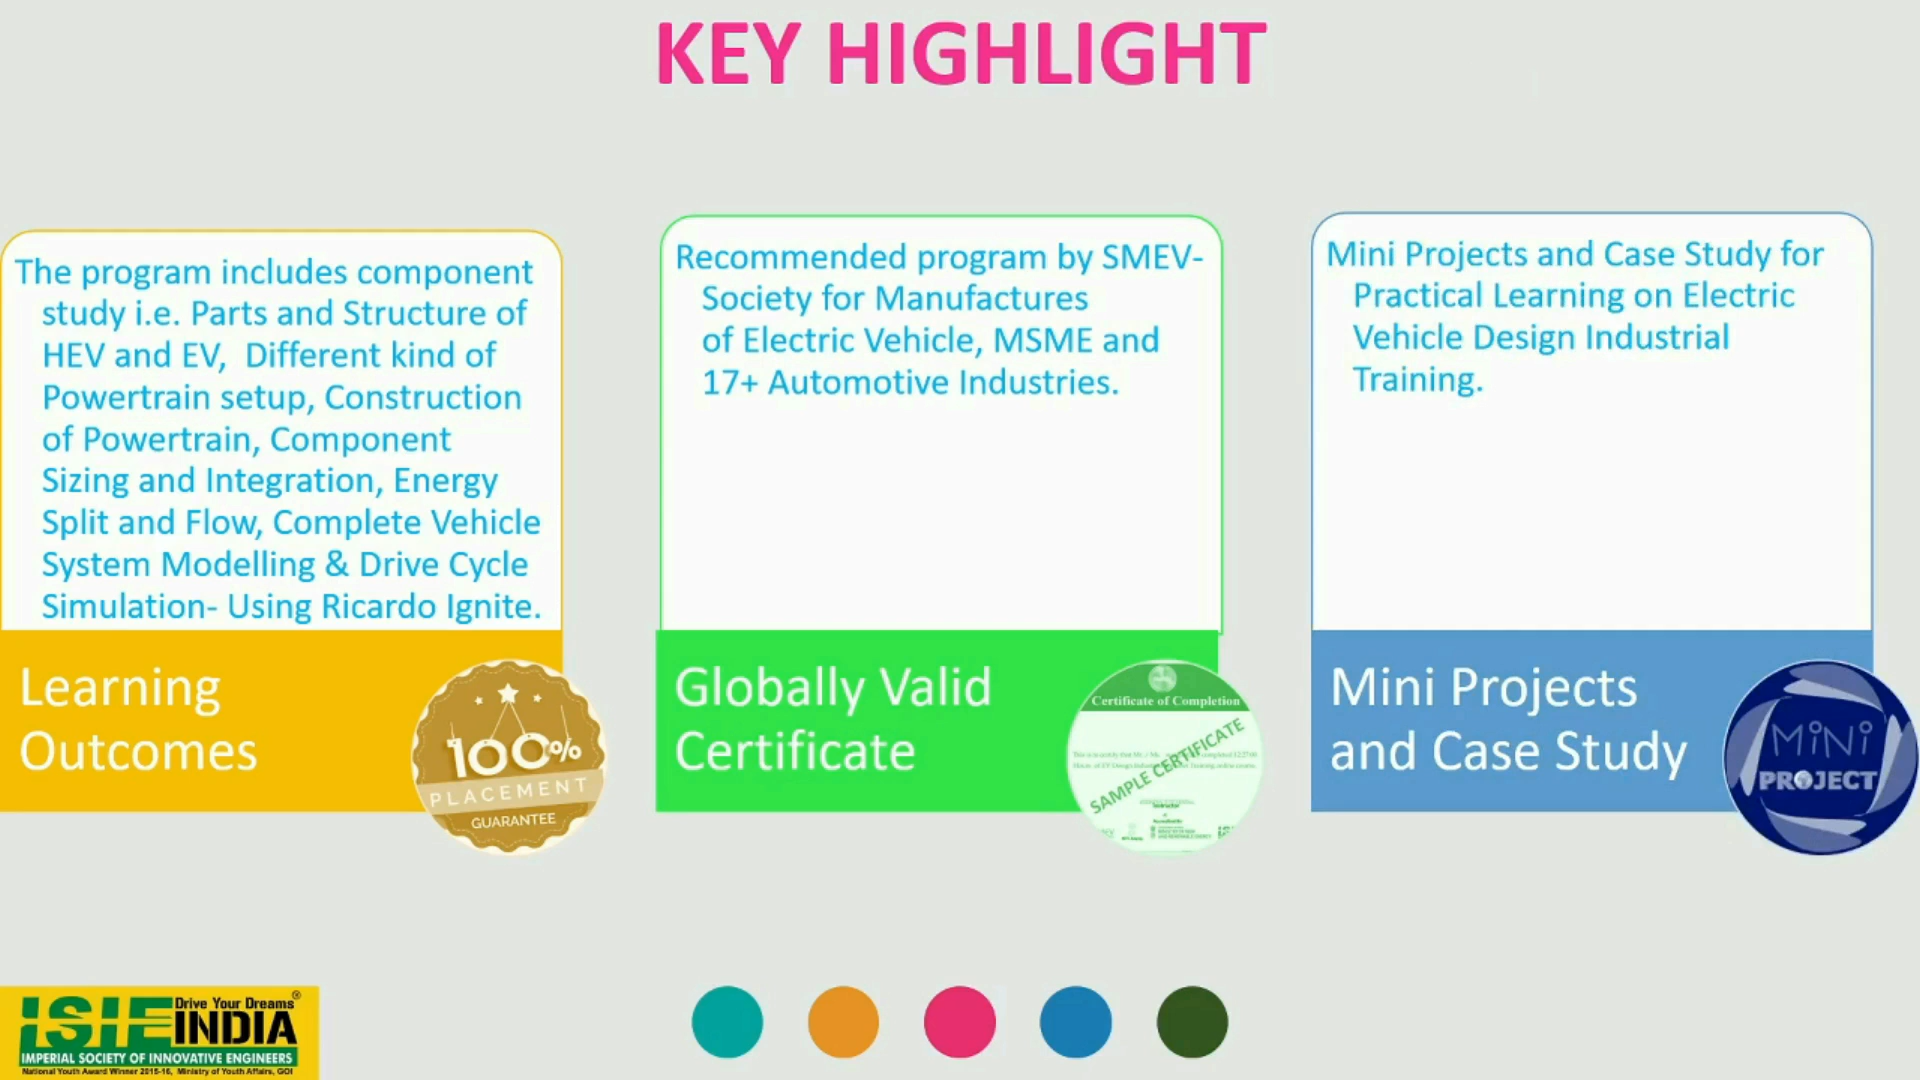 KEY HIGHLIGHT
The program includes component
study i.e. Parts and Structure of
HEV and EV, Different kind of
Powertrain setup, Construction
of Powertrain, Component
Sizing and Integration, Energy
Split and Flow, Complete Vehicle
System Modelling & Drive Cycle
Simulation- Using Ricardo Ignite.
Learning
Outcomes
100%
PLACEMENT
GUARANTEE
Recommended program by SMEV-
Society for Manufactures
of Electric Vehicle, MSME and
17+ Automotive Industries.
Globally Valid
Certificate
Certificate of Completion
SAMPLE CERTIFICATE
Mini Projects and Case Study for
Practical Learning on Electric
Vehicle Design Industrial
Training.
Mini Projects
and Case Study
MiNi
PROJECT
ISIE INDIA
Drive Your Dreams®
IMPERIAL SOCIETY OF INNOVATIVE ENGINEERS
National Youth Award Winner 2015-16, Ministry of Youth Affairs, GOI